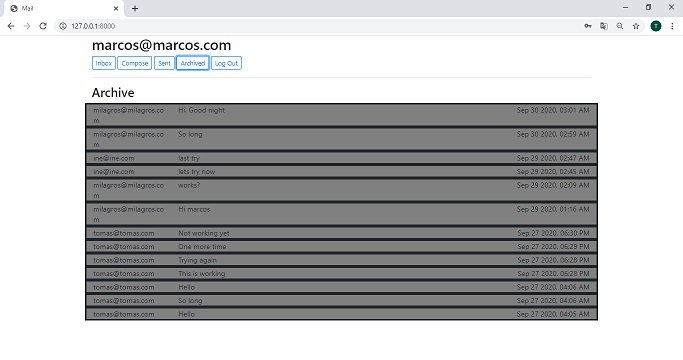 Mail
127.0.0.1:8000
T
marcos@marcos.com
Inbox Compose Sent Archived Log Out
Archive
milagros@milagros.co Hi. Good night Sep 30 2020, 03:01 AM
m
milagros@milagros.co So long Sep 30 2020, 02:59 AM
m
ine@ine.com last try Sep 29 2020, 02:47 AM
ine@ine.com lets try now Sep 29 2020, 02:45 AM
milagros@milagros.co works? Sep 29 2020, 02:09 AM
m
milagros@milagros.co Hi marcos Sep 29 2020, 01:16 AM
m
tomas@tomas.com Not working yet Sep 27 2020, 06:30 PM
tomas@tomas.com One more time Sep 27 2020, 06:29 PM
tomas@tomas.com Trying again Sep 27 2020, 06:28 PM
tomas@tomas.com This is working Sep 27 2020, 06:28 PM
tomas@tomas.com Hello Sep 27 2020, 04:06 AM
tomas@tomas.com So long Sep 27 2020, 04:06 AM
tomas@tomas.com Hello Sep 27 2020, 04:05 AM